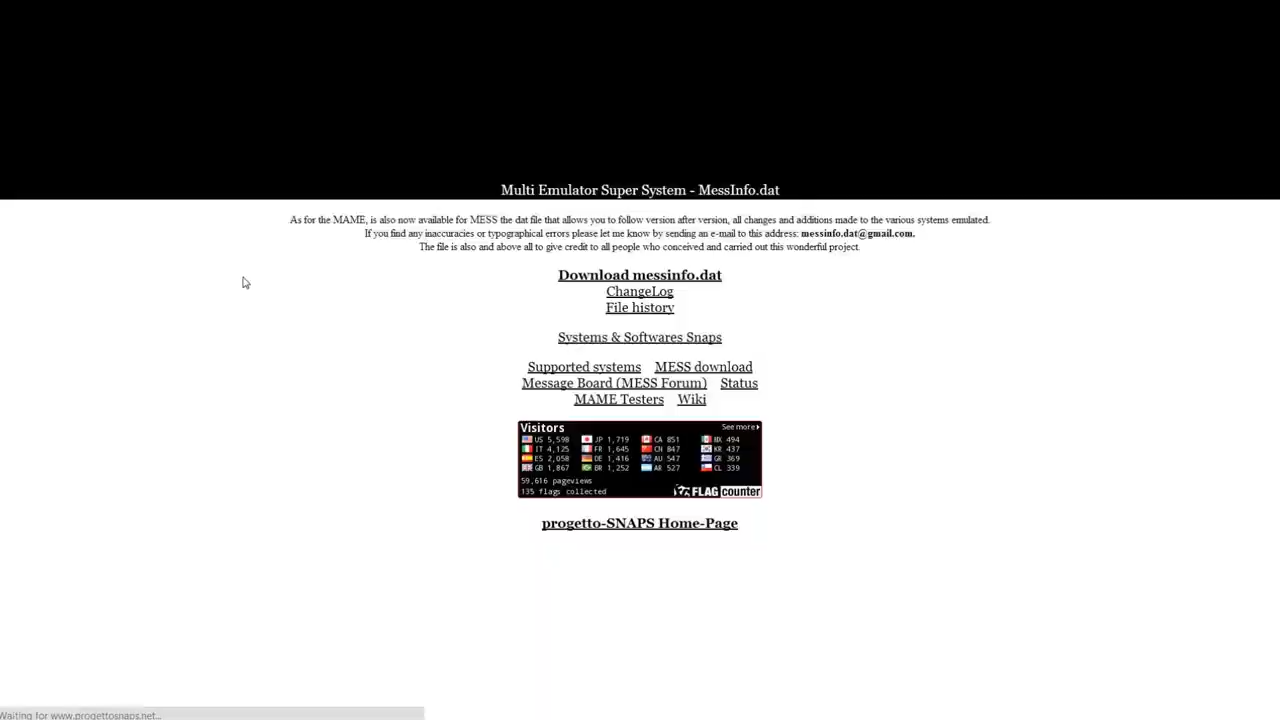 Multi Emulator Super System - MessInfo.dat
As for the MAME, is also now available for MESS the dat file that allows you to follow version after version, all changes and additions made to the various systems emulated.
If you find any inaccuracies or typographical errors please let me know by sending an e-mail to this address: messinfo.dat@gmail.com.
The file is also and above all to give credit to all people who conceived and carried out this wonderful project.
Download messinfo.dat
ChangeLog
File history
Systems & Softwares Snaps
Supported systems MESS download
Message Board (MESS Forum) Status
MAME Testers Wiki
Visitors See more
US 5,598 JP 1,719 CA 851 MX 494
IT 4,125 FR 1,645 CN 847 KR 437
ES 2,058 DE 1,416 AU 547 GR 369
GB 1,867 BR 1,252 AR 527 CL 339
59,616 pageviews
135 flags collected FLAG counter
progetto-SNAPS Home-Page
Waiting for www.progettosnaps.net...